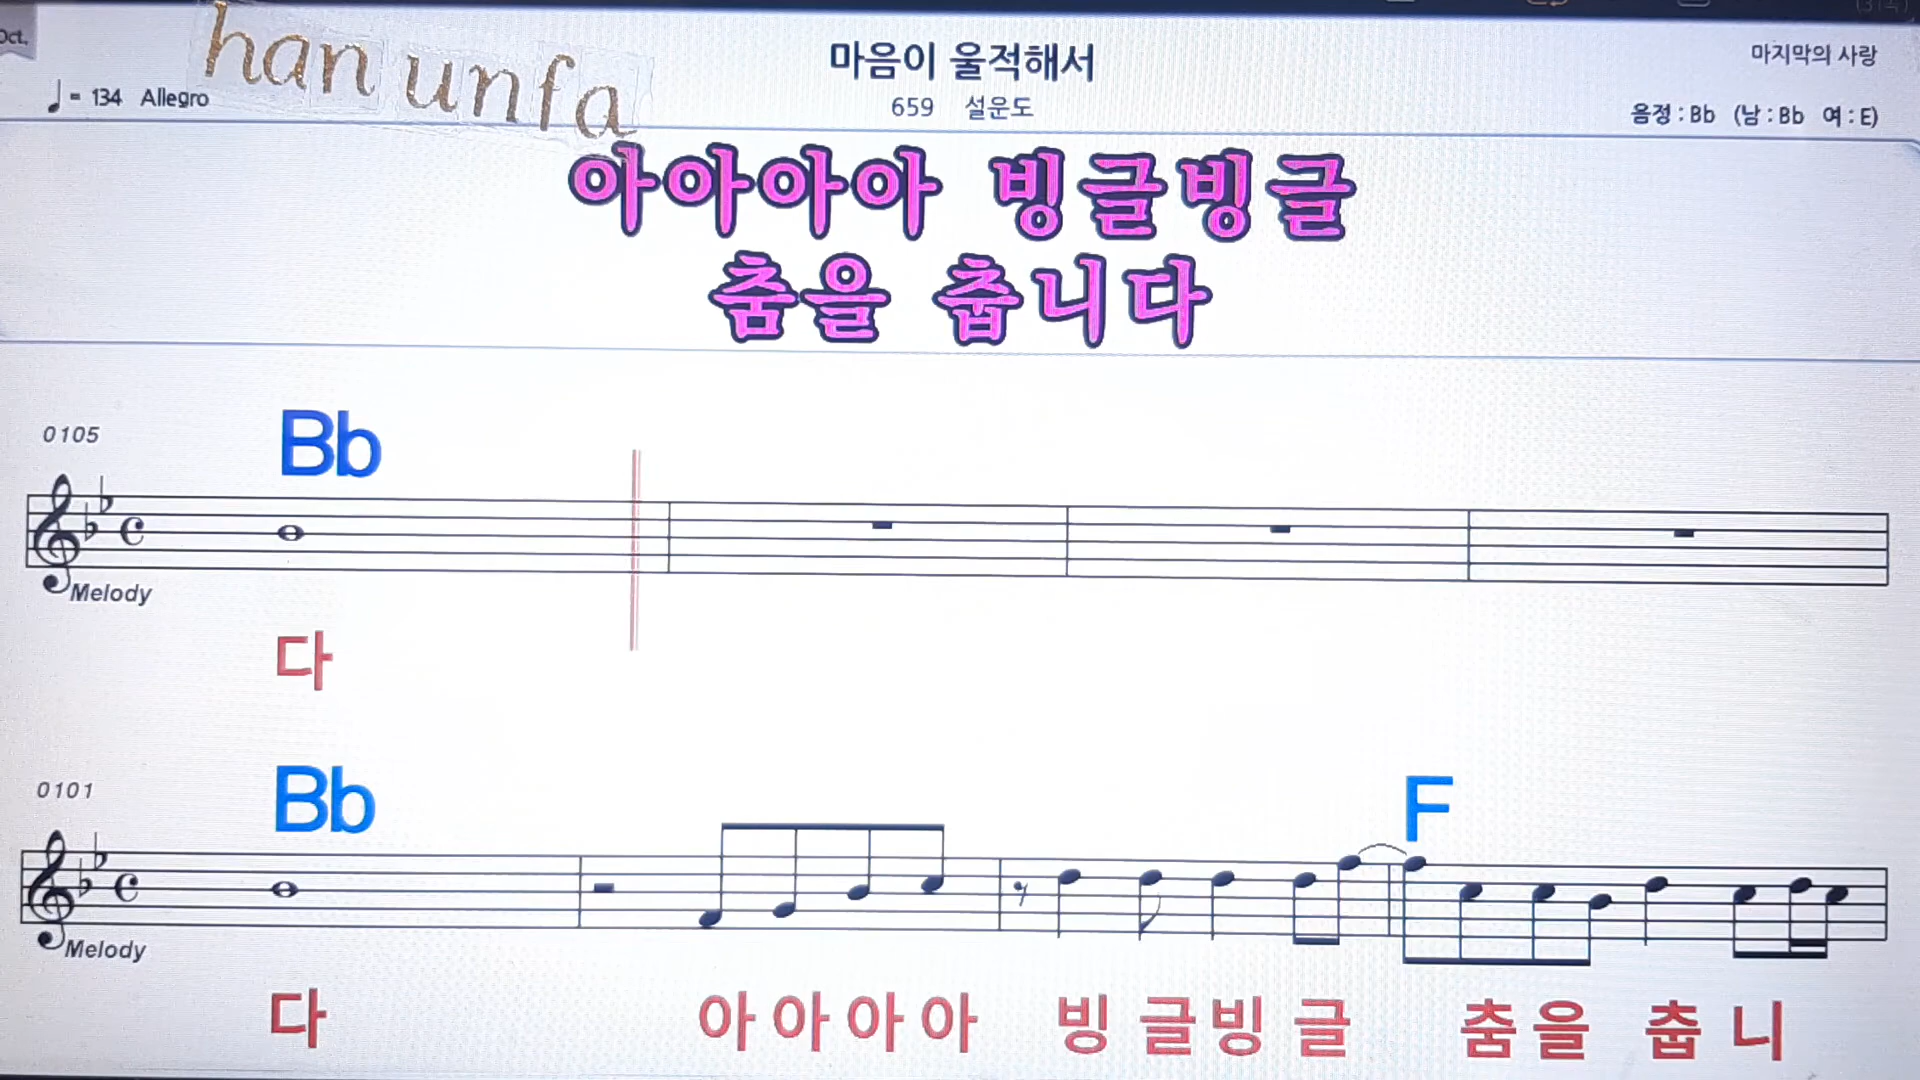 Oct.
han unfa
마음이 울적해서
마지막의 사랑
♩= 134 Allegro
659 설운도
음정 : Bb (남 : Bb 여 : E)
아아아아 빙글빙글
춤을 춥니다
0105
Bb
Melody
다
0101
Bb F
Melody
다 아 아 아 아 빙 글 빙 글 춤 을 춥 니